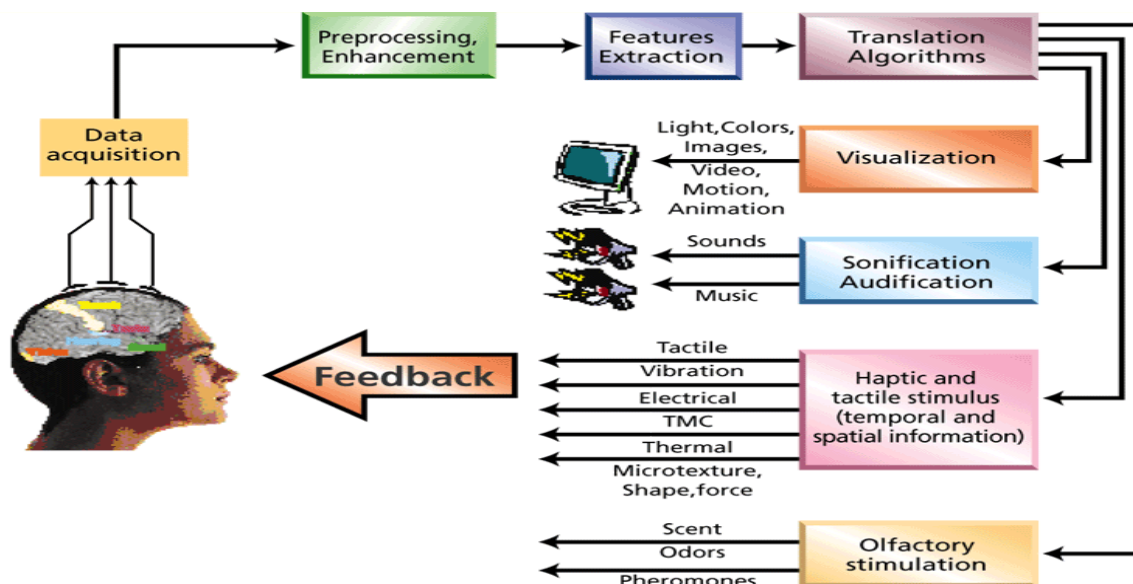 Preprocessing,
Enhancement
Features
Extraction
Translation
Algorithms
Data
acquisition
Light,Colors,
Images,
Video,
Motion,
Animation
Visualization
Sounds
Music
Sonification
Audification
Feedback
Tactile
Vibration
Electrical
TMC
Thermal
Microtexture,
Shape,force
Haptic and
tactile stimulus
(temporal and
spatial information)
Scent
Odors
Pheromones
Olfactory
stimulation